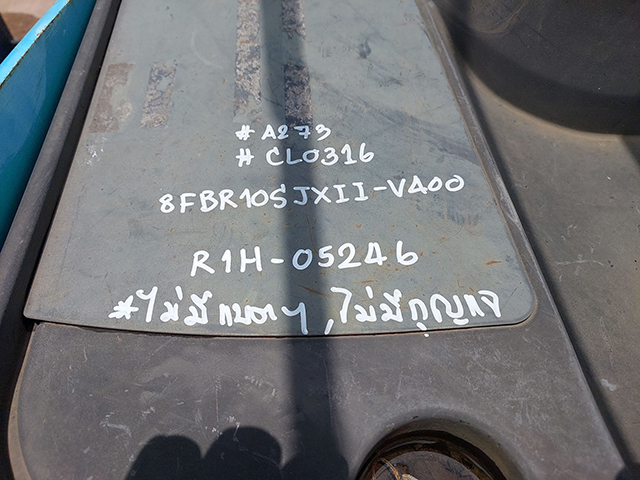 # A273
# CL0316
8FBR10SJXII-V400
R1H-05246
*ไม่มีแบตฯ, ไม่มีกุญแจ